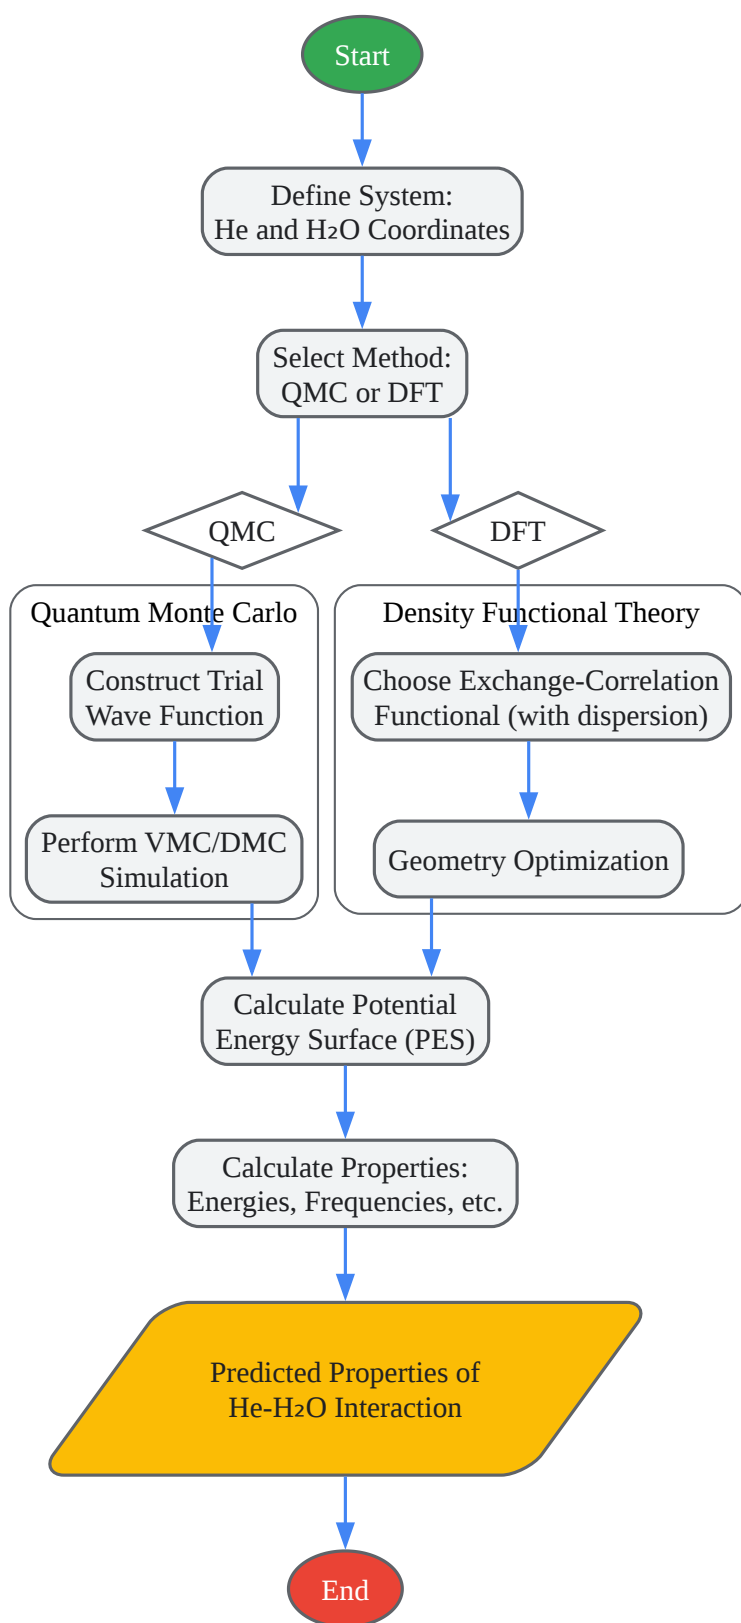 Start
Define System:
He and H₂O Coordinates
Select Method:
QMC or DFT
QMC
DFT
Quantum Monte Carlo
Density Functional Theory
Construct Trial
Wave Function
Choose Exchange-Correlation
Functional (with dispersion)
Perform VMC/DMC
Simulation
Geometry Optimization
Calculate Potential
Energy Surface (PES)
Calculate Properties:
Energies, Frequencies, etc.
Predicted Properties of
He-H₂O Interaction
End